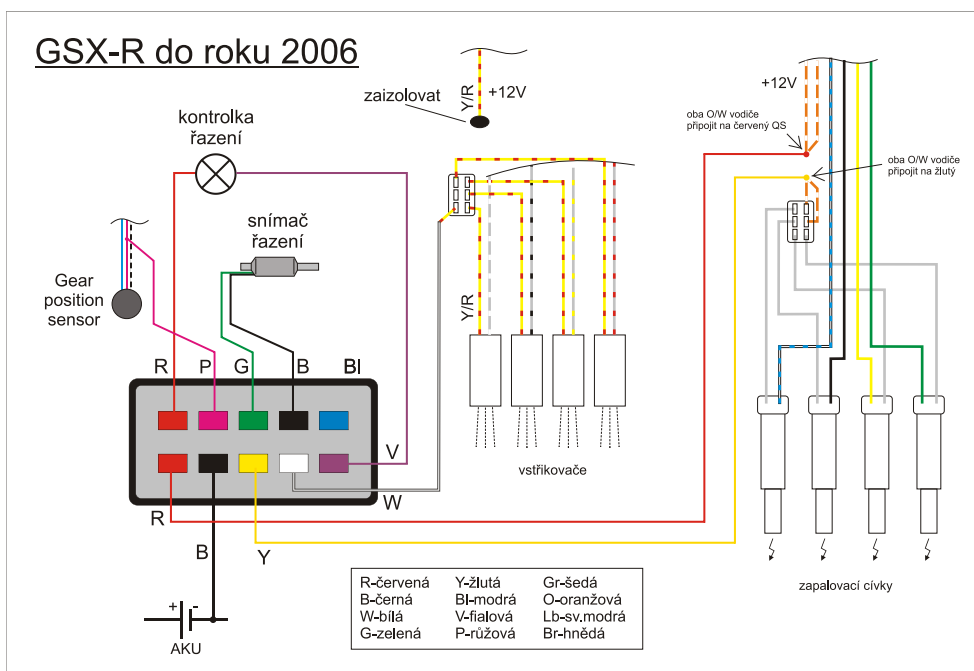 GSX-R do roku 2006
zaizolovat
Y/R
+12V
+12V
kontrolka
řazení
oba O/W vodiče
připojit na červený QS
oba O/W vodiče
připojit na žlutý
snímač
řazení
Gear
position
sensor
Y/R
R
P
G
B
Bl
V
W
R
B
Y
vstřikovače
zapalovací cívky
+
-
AKU
R-červená Y-žlutá Gr-šedá
B-černá Bl-modrá O-oranžová
W-bílá V-fialová Lb-sv.modrá
G-zelená P-růžová Br-hnědá